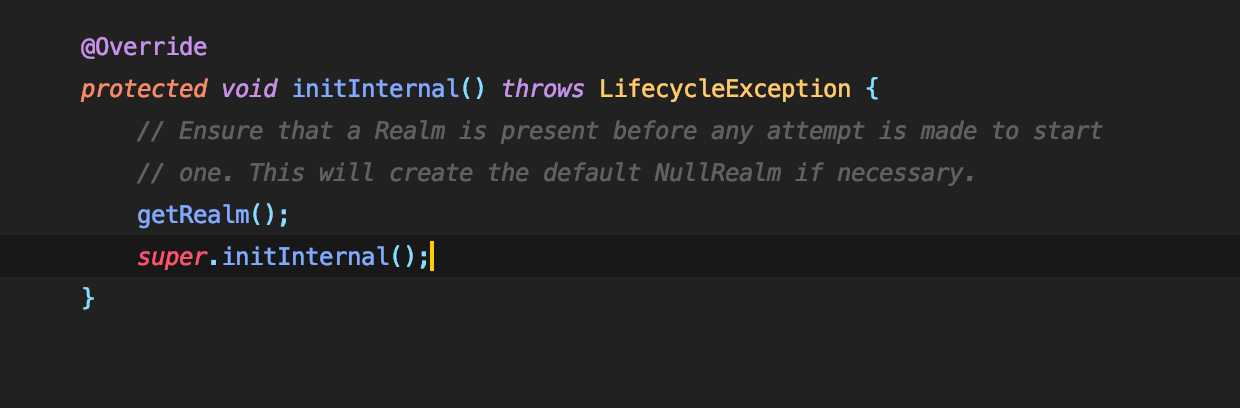 @Override
protected void initInternal() throws LifecycleException {
// Ensure that a Realm is present before any attempt is made to start
// one. This will create the default NullRealm if necessary.
getRealm();
super.initInternal();
}